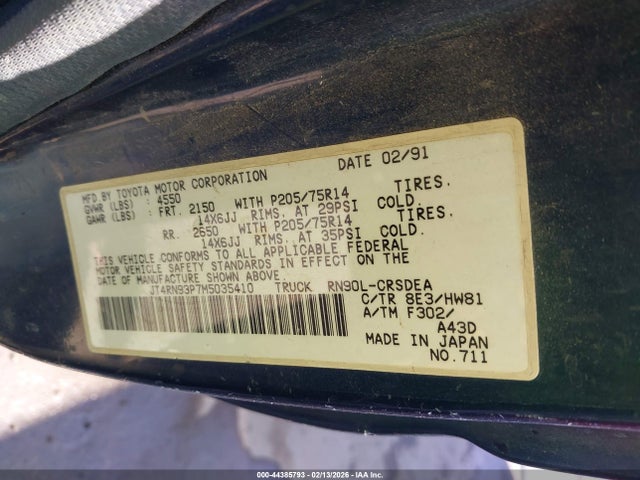 MFD. BY TOYOTA MOTOR CORPORATION DATE 02/91
GVWR (LBS) 4550
GAWR (LBS) FRT. 2150 WITH P205/75R14 TIRES.
14X6JJ RIMS. AT 29PSI COLD.
RR. 2650 WITH P205/75R14 TIRES.
14X6JJ RIMS. AT 35PSI COLD.
THIS VEHICLE CONFORMS TO ALL APPLICABLE FEDERAL
MOTOR VEHICLE SAFETY STANDARDS IN EFFECT ON THE
DATE OF MANUFACTURE SHOWN ABOVE.
JT4RN93P7M5035410 TRUCK RN90L-CRSDEA
C/TR 8E3/HW81
A/TM F302/
A43D
MADE IN JAPAN
NO.711
000-44385793 - 02/13/2026 - IAA Inc.